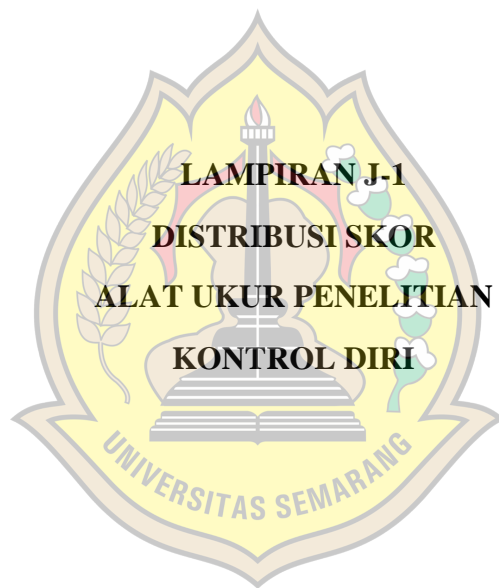 LAMPIRAN J-1
DISTRIBUSI SKOR
ALAT UKUR PENELITIAN
KONTROL DIRI
UNIVERSITAS SEMARANG